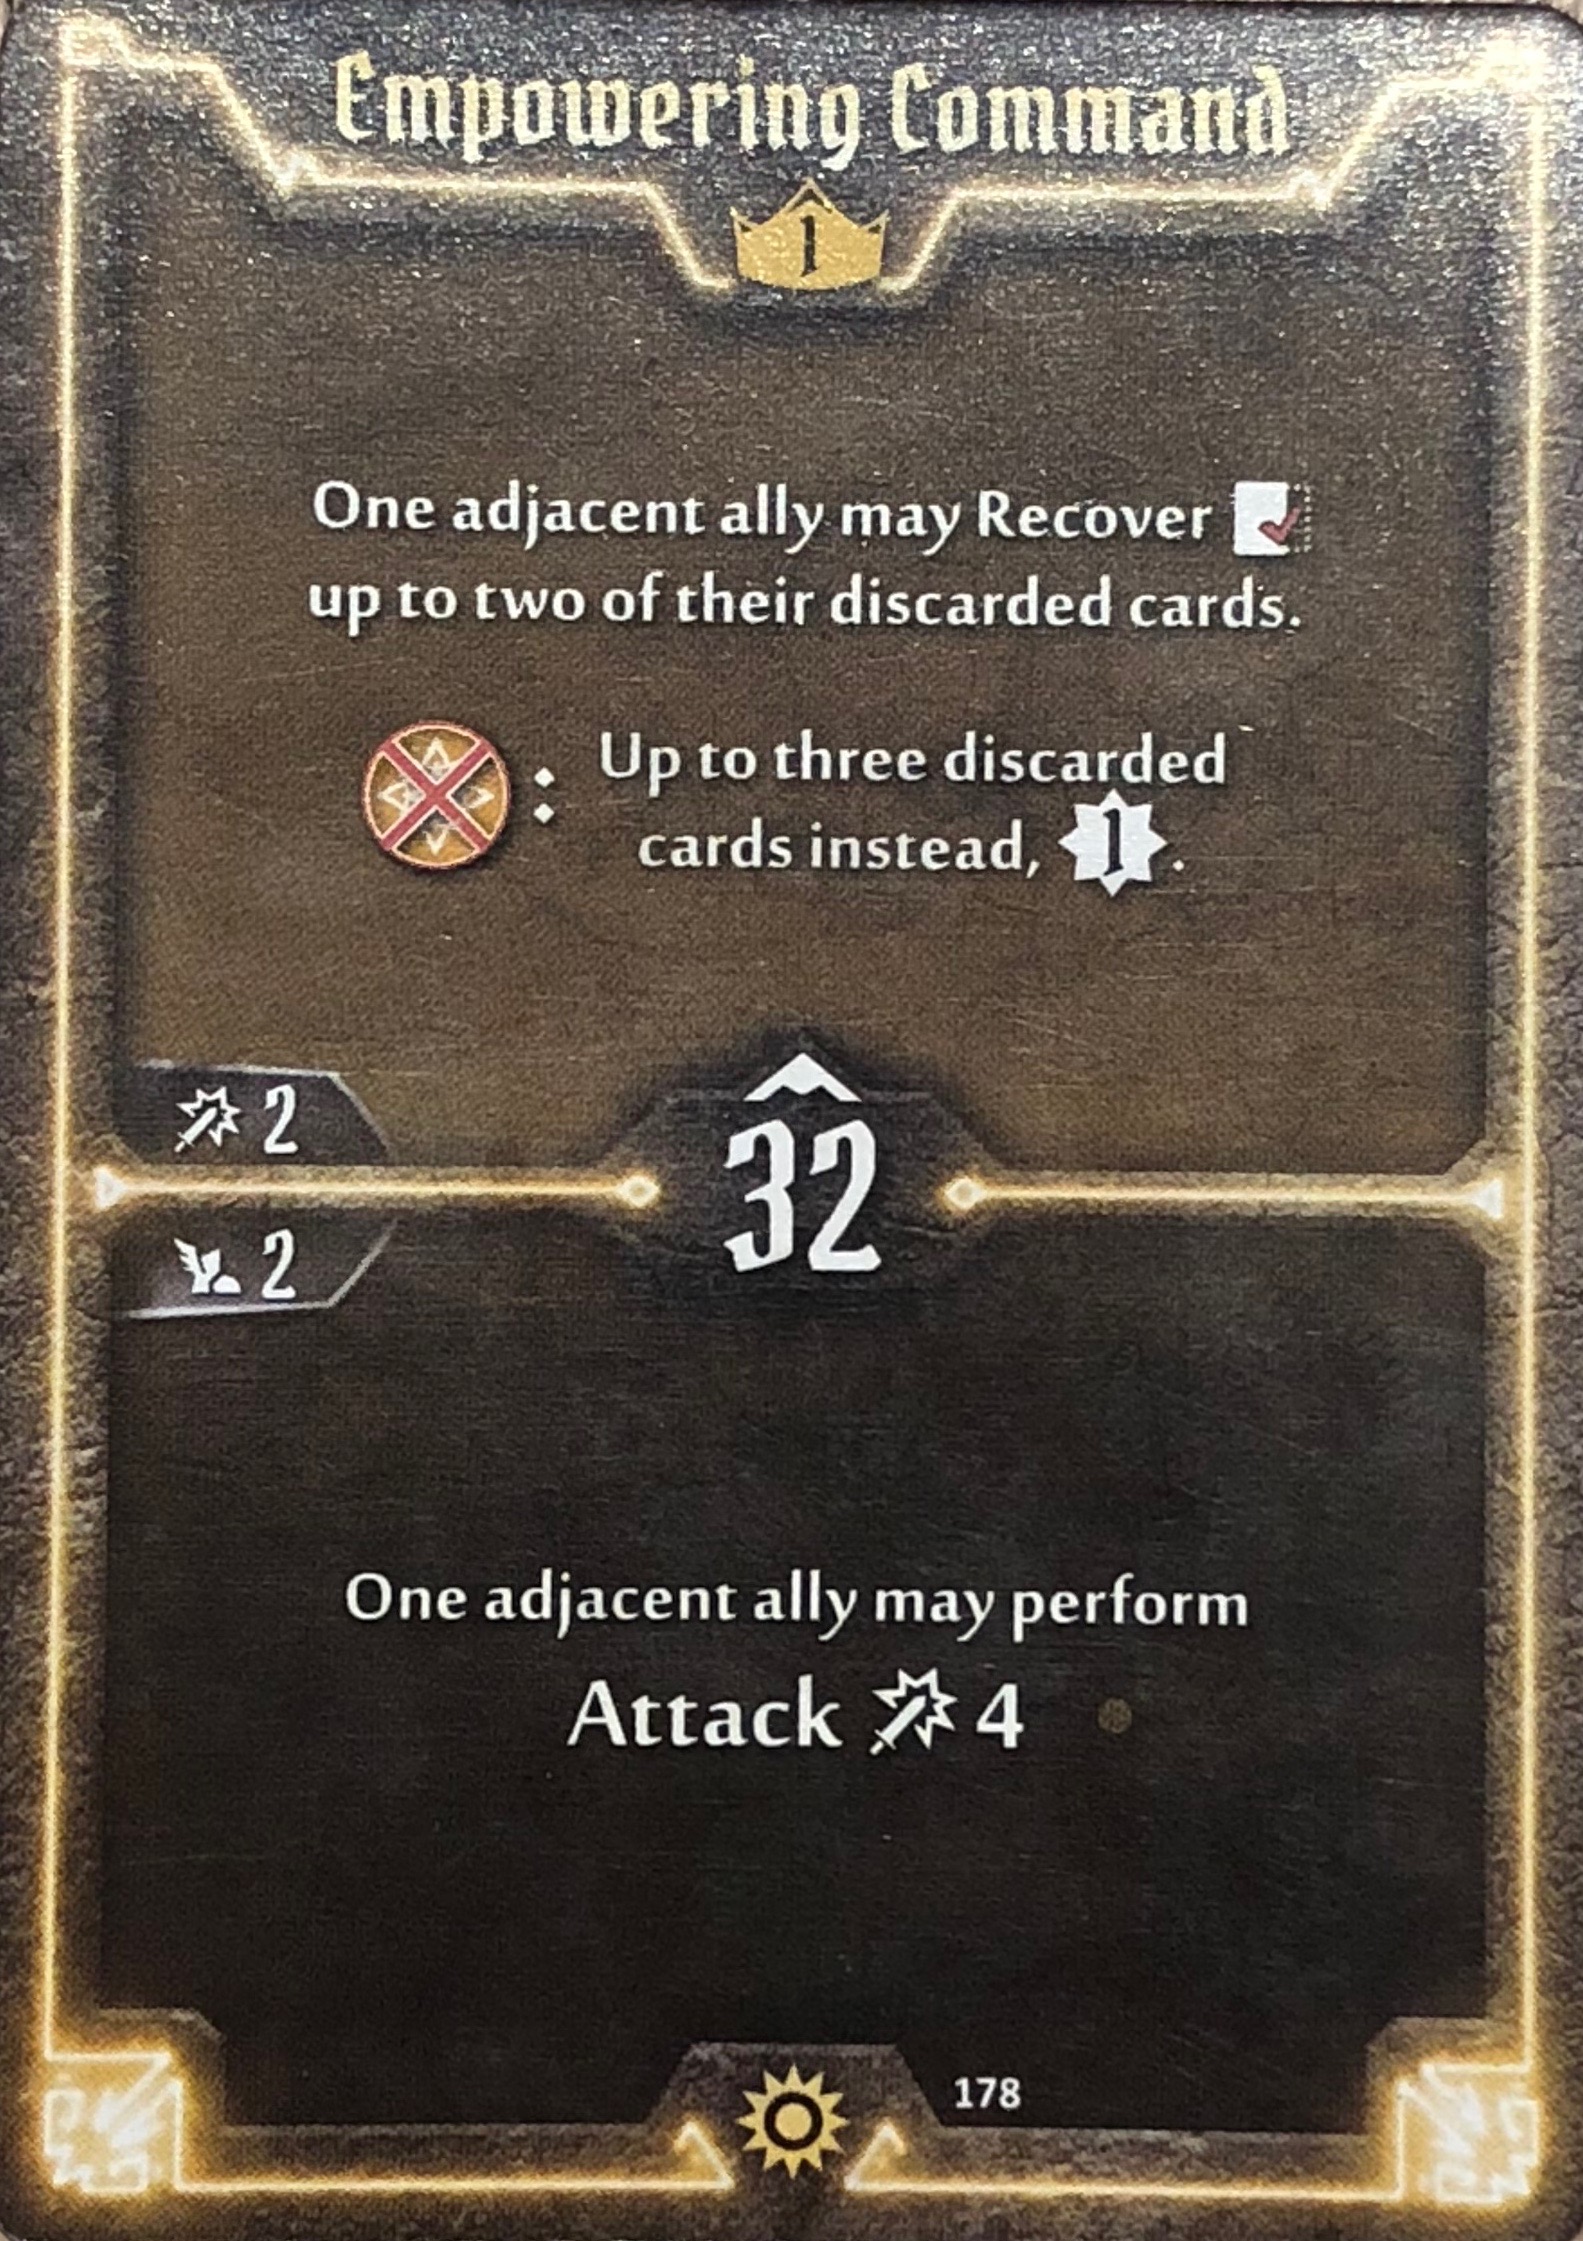 Empowering Command
1
One adjacent ally may Recover
up to two of their discarded cards.
: Up to three discarded
cards instead, 1.
2
32
2
One adjacent ally may perform
Attack 4
178